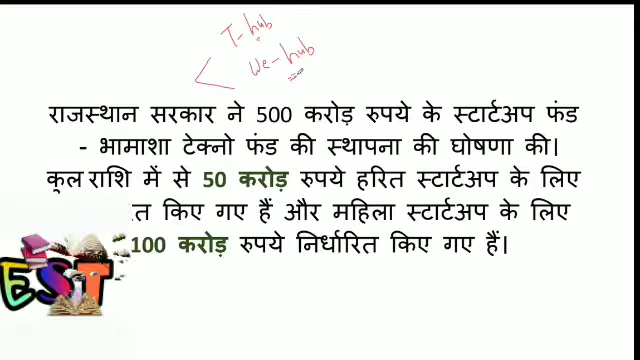 T-hub
We-hub
राजस्थान सरकार ने 500 करोड़ रुपये के स्टार्टअप फंड
- भामाशा टेक्नो फंड की स्थापना की घोषणा की।
कुल राशि में से 50 करोड़ रुपये हरित स्टार्टअप के लिए
त किए गए हैं और महिला स्टार्टअप के लिए
100 करोड़ रुपये निर्धारित किए गए हैं।
EST